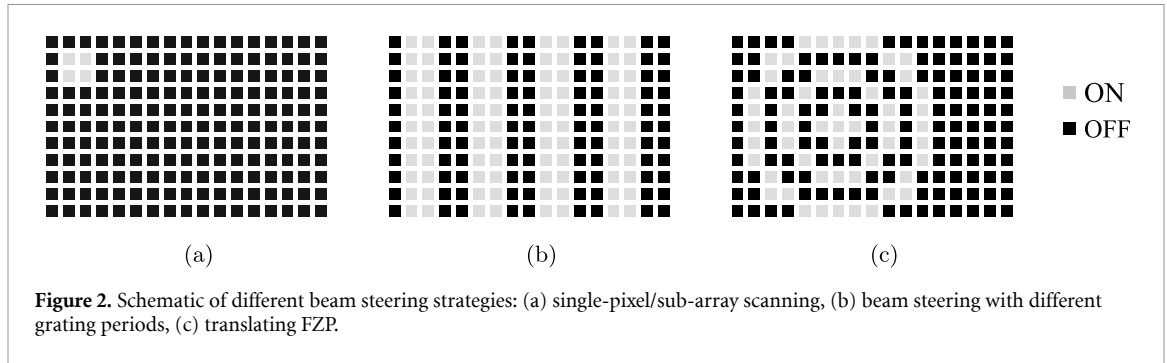 ON
OFF
(a)
(b)
(c)
Figure 2. Schematic of different beam steering strategies: (a) single-pixel/sub-array scanning, (b) beam steering with different
grating periods, (c) translating FZP.